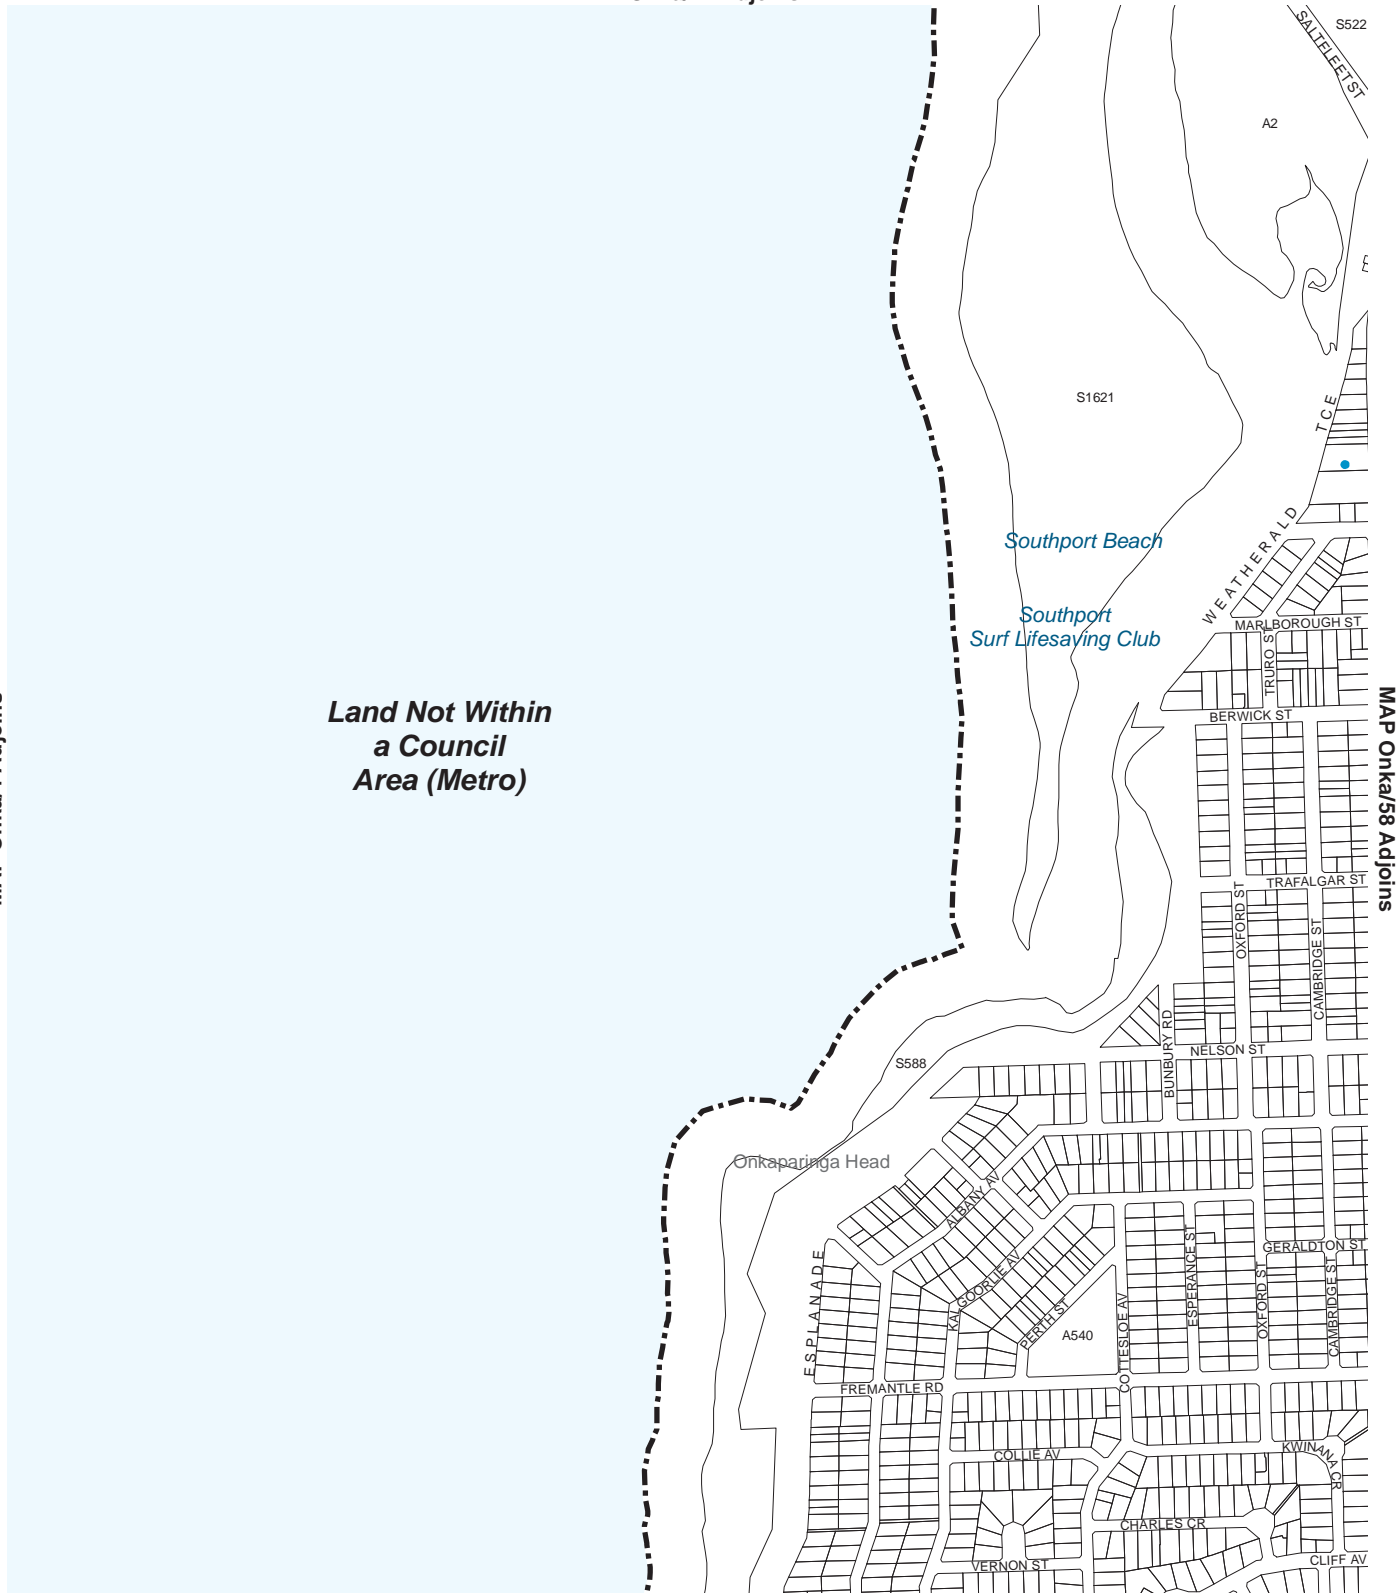 SALTFLEET ST
S522
A2
S1621
TCE
WEATHERALD
Southport Beach
Southport
Surf Lifesaving Club
MARLBOROUGH ST
TRURO ST
BERWICK ST
Land Not Within
a Council
Area (Metro)
MAP Onka/58 Adjoins
TRAFALGAR ST
OXFORD ST
CAMBRIDGE ST
BUNBURY RD
NELSON ST
S588
Onkaparinga Head
ALBANY AV
ESPLANADE
KALGOORLIE AV
PERTH ST
A540
COTTESLOE AV
ESPERANCE ST
GERALDTON ST
OXFORD ST
CAMBRIDGE ST
FREMANTLE RD
COLLIE AV
KWINANA CR
CHARLES CR
VERNON ST
CLIFF AV